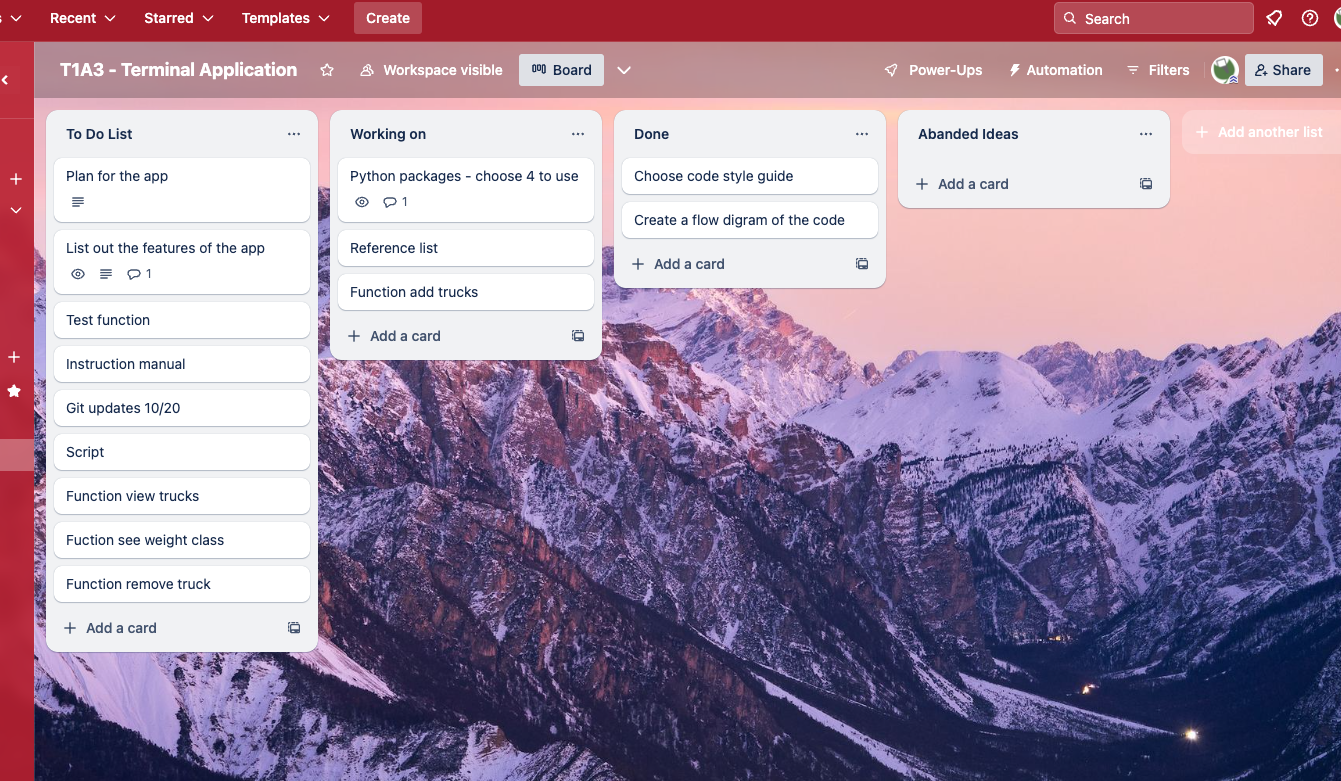 s
Recent
Starred
Templates
Create
Search
T1A3 - Terminal Application
Workspace visible
Board
Power-Ups
Automation
Filters
Share
To Do List
Plan for the app
List out the features of the app
1
Test function
Instruction manual
Git updates 10/20
Script
Function view trucks
Fuction see weight class
Function remove truck
Add a card
Working on
Python packages - choose 4 to use
1
Reference list
Function add trucks
Add a card
Done
Choose code style guide
Create a flow digram of the code
Add a card
Abanded Ideas
Add a card
Add another list